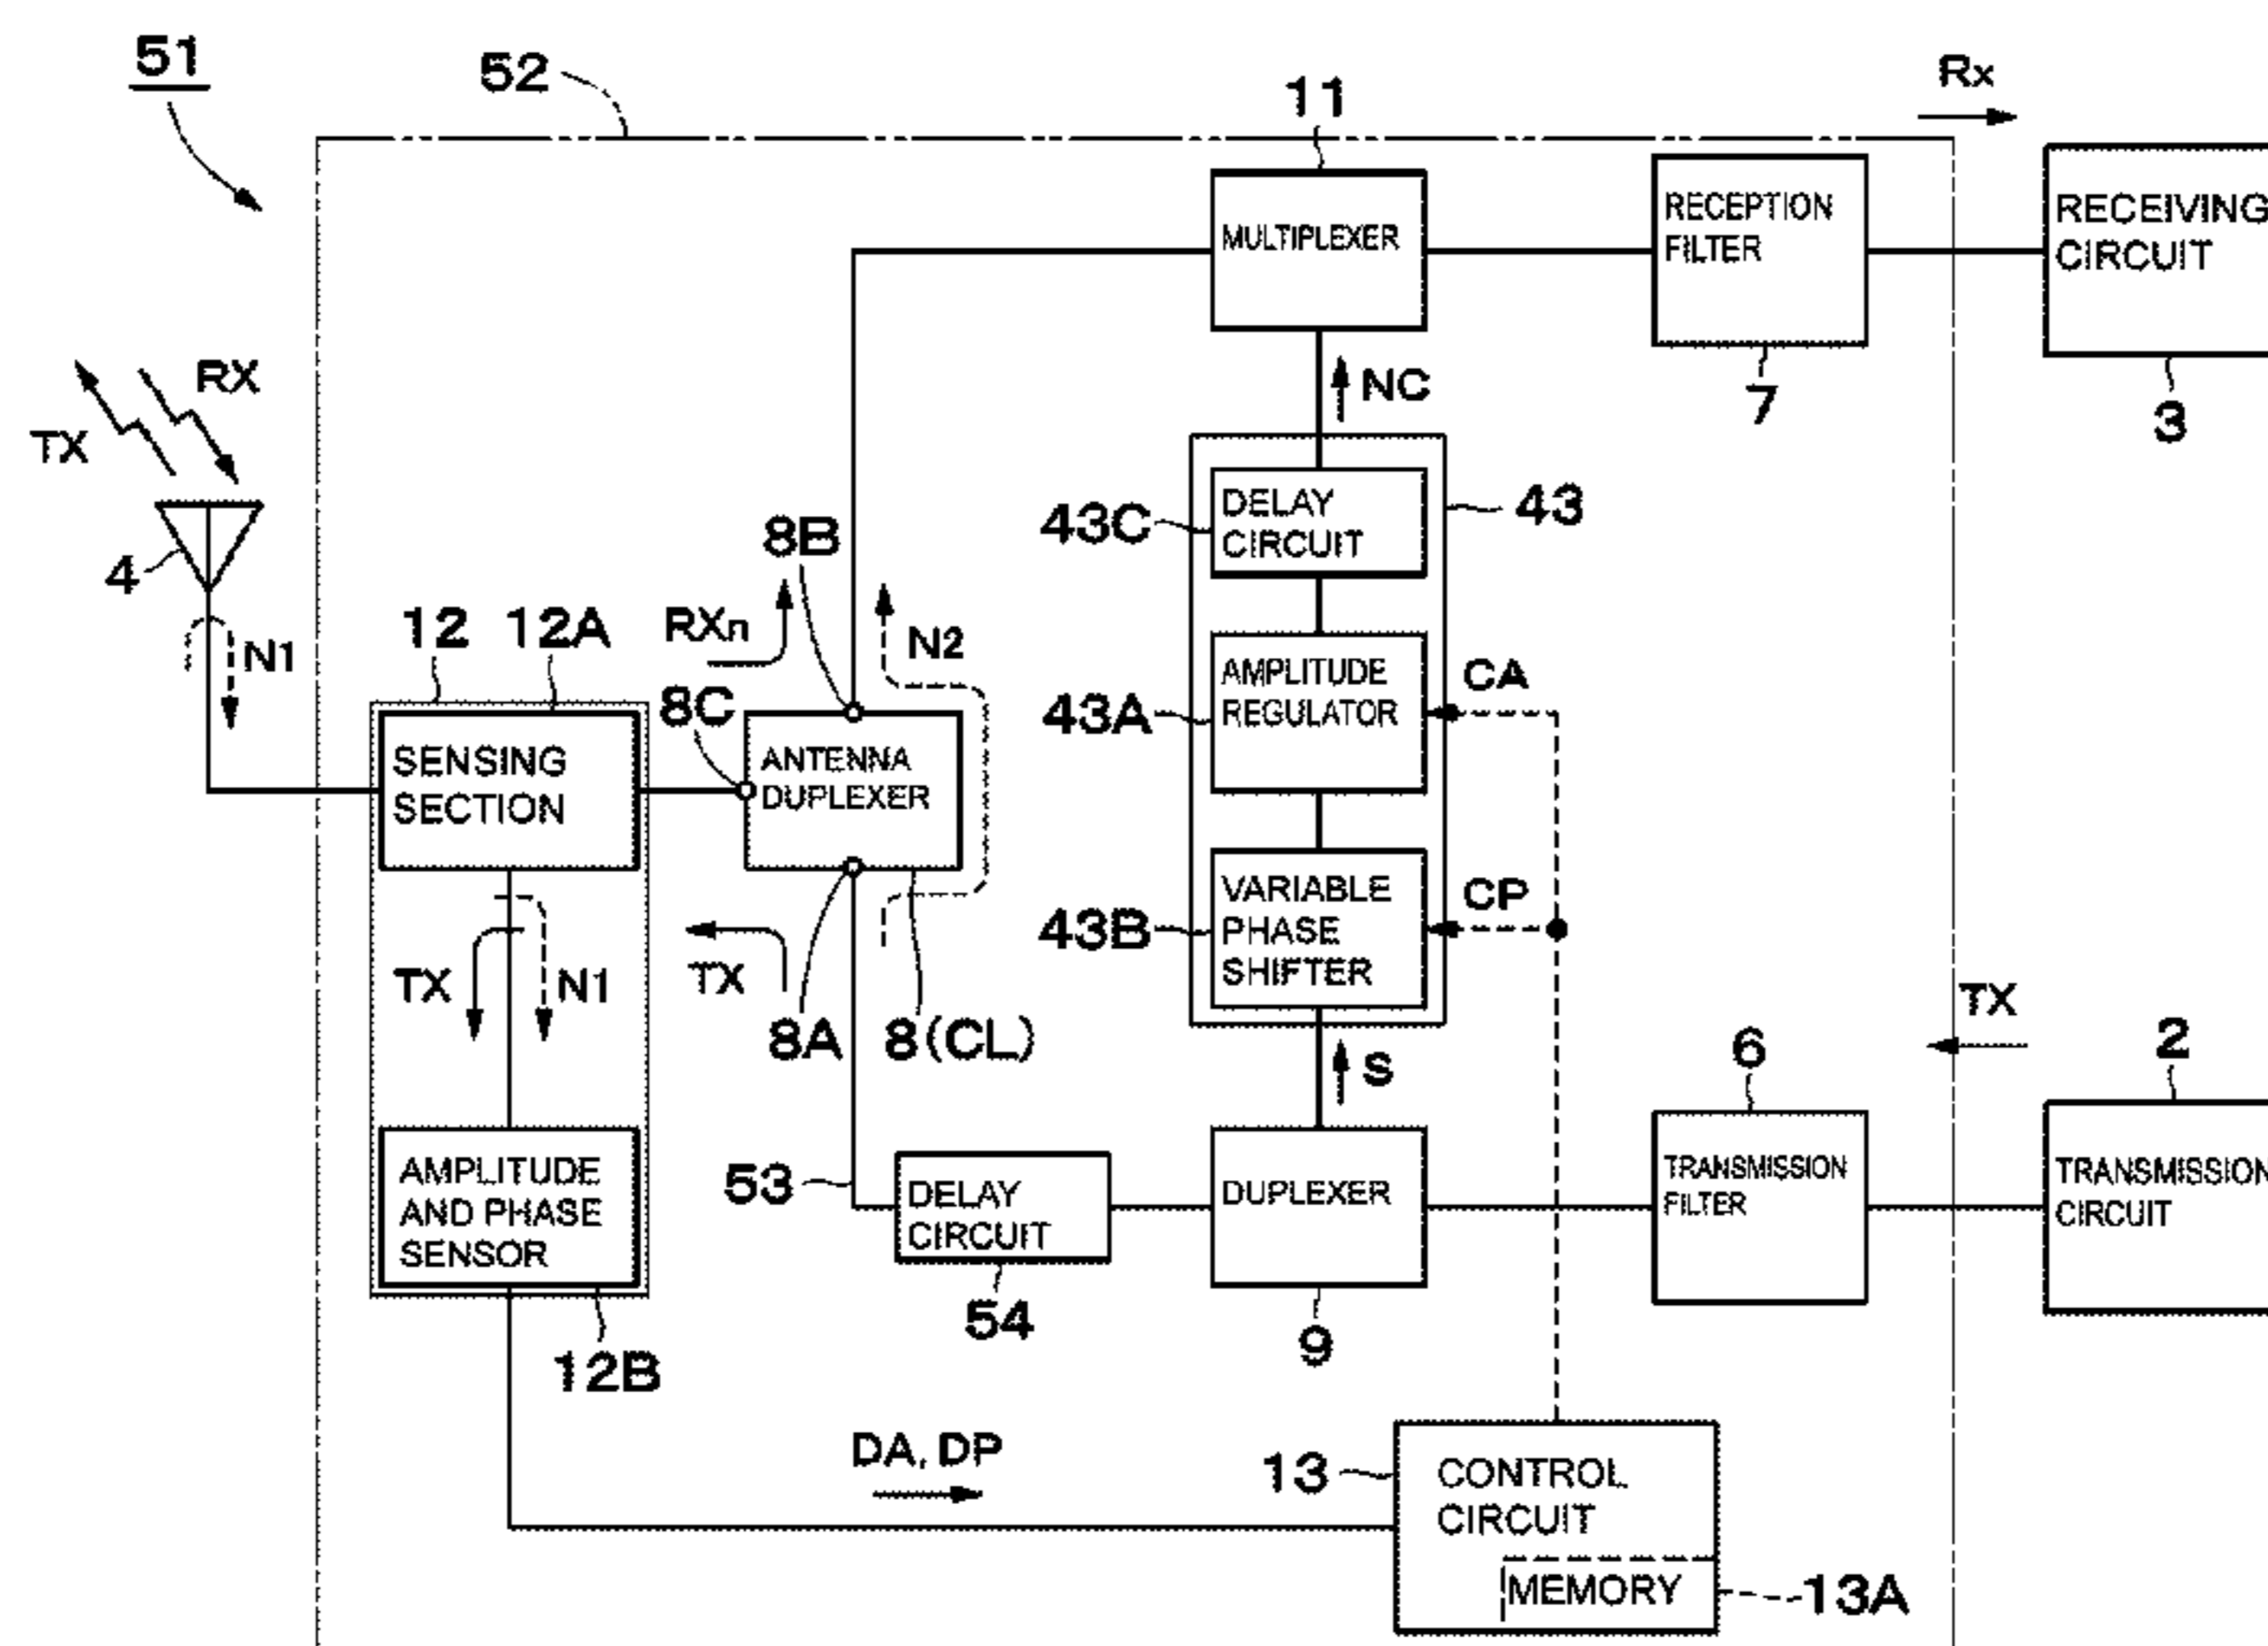 51
52
11
Rx
MULTIPLEXER
RECEPTION
FILTER
RECEIVING
CIRCUIT
RX
TX
NC
7
3
4
43C
DELAY
CIRCUIT
43
8B
N1
12
12A
RXn
N2
8C
43A
AMPLITUDE
REGULATOR
CA
SENSING
SECTION
ANTENNA
DUPLEXER
43B
VARIABLE
PHASE
SHIFTER
CP
TX
N1
TX
8A
8(CL)
S
TX
6
2
AMPLITUDE
AND PHASE
SENSOR
53
DELAY
CIRCUIT
DUPLEXER
TRANSMISSION
FILTER
TRANSMISSION
CIRCUIT
54
9
12B
DA, DP
13
CONTROL
CIRCUIT
MEMORY
13A